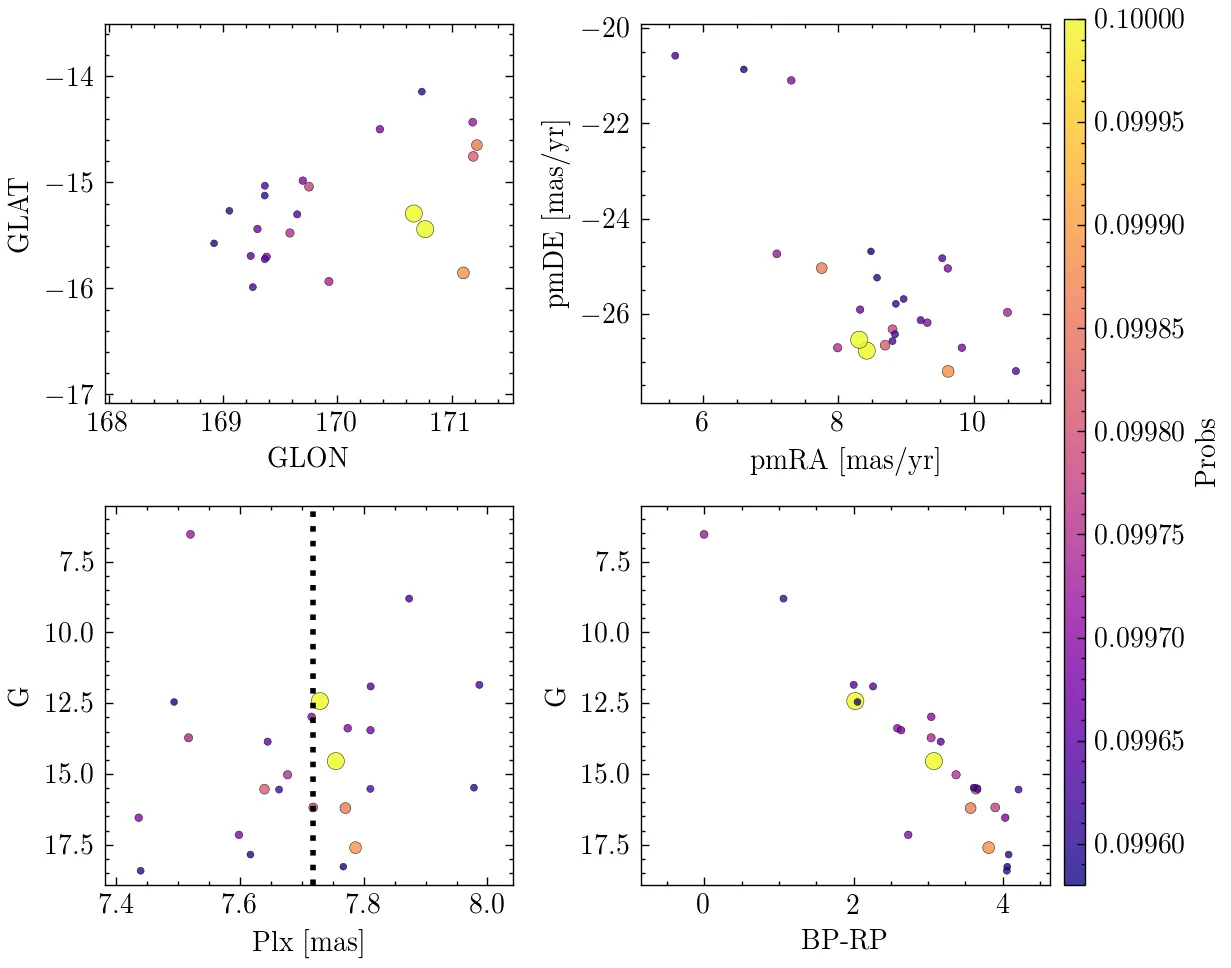 −14
−15
−16
−17
GLAT
168 169 170 171
GLON
−20
−22
−24
−26
pmDE [mas/yr]
6 8 10
pmRA [mas/yr]
7.5
10.0
12.5
15.0
17.5
G
7.4 7.6 7.8 8.0
Plx [mas]
7.5
10.0
12.5
15.0
17.5
G
0 2 4
BP-RP
0.10000
0.09995
0.09990
0.09985
0.09980
0.09975
0.09970
0.09965
0.09960
Probs